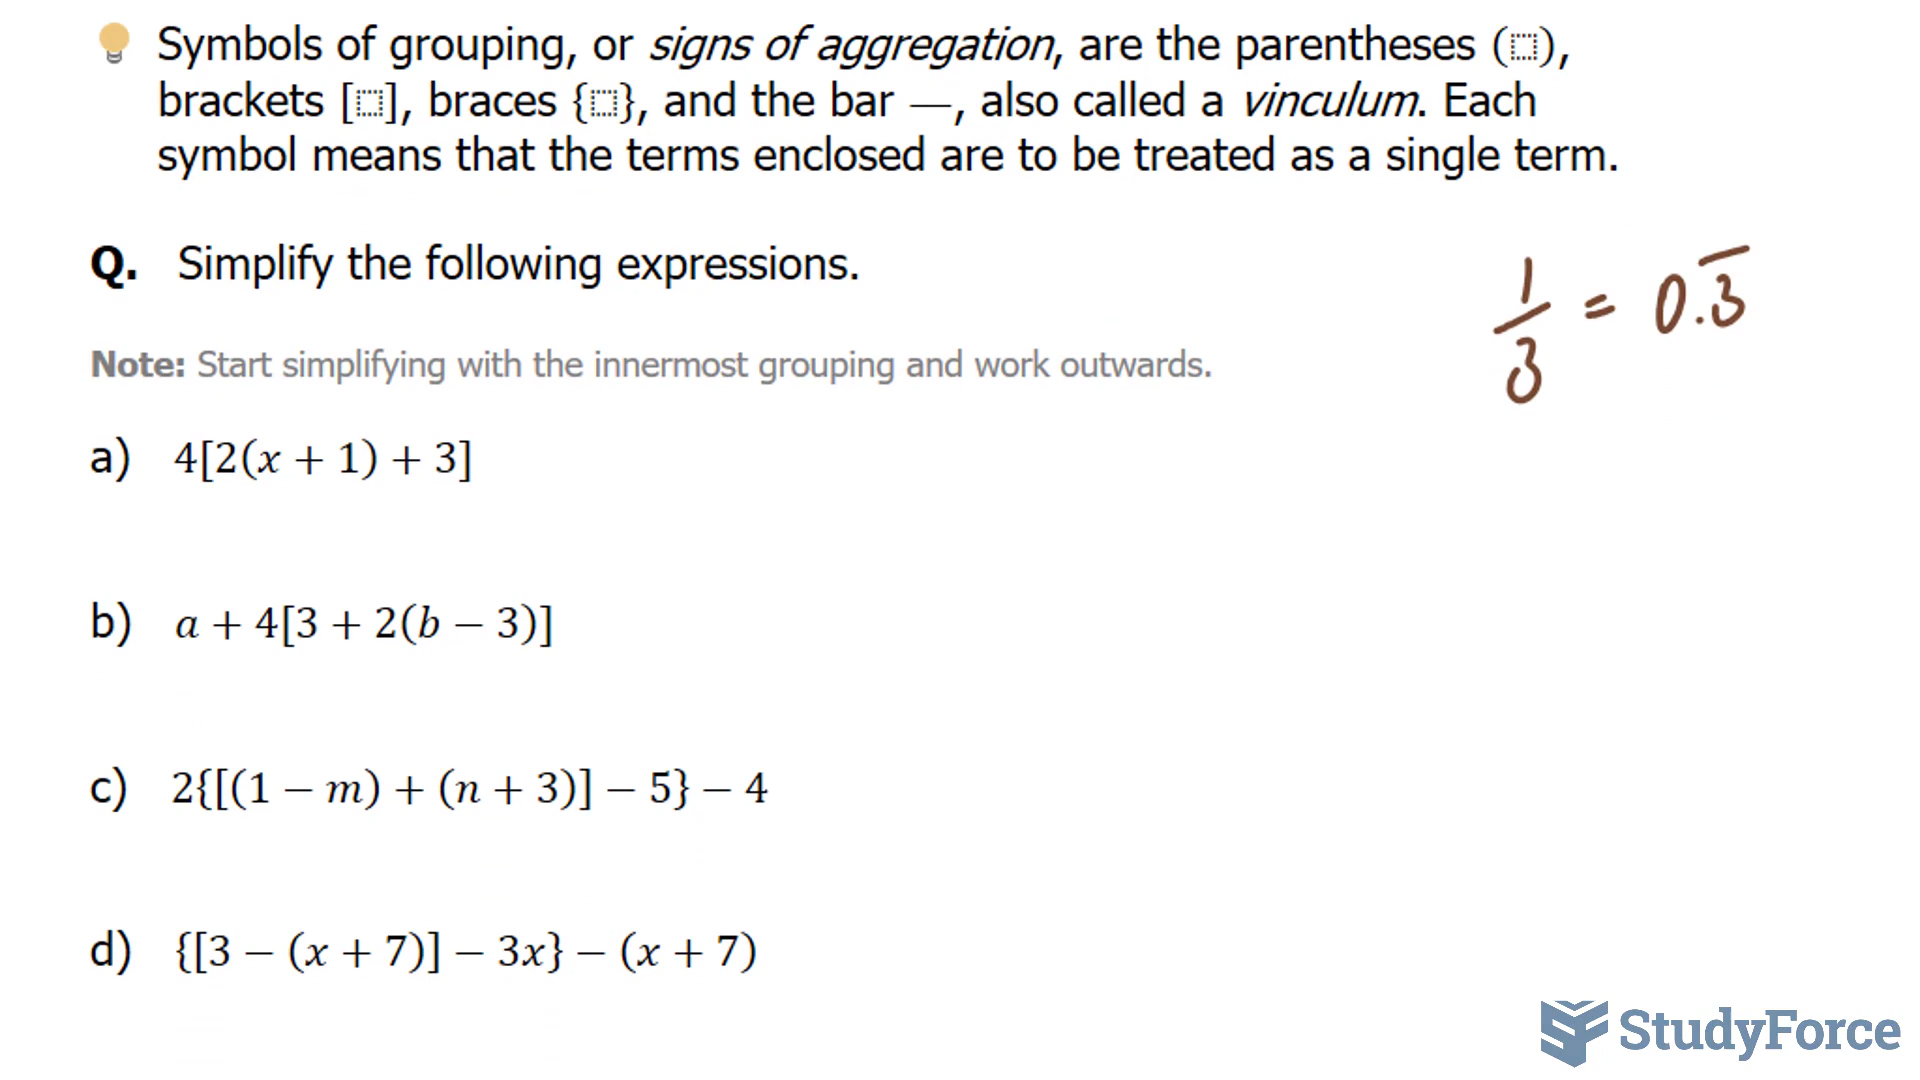 Symbols of grouping, or signs of aggregation, are the parentheses (⬚),
brackets [⬚], braces {⬚}, and the bar —, also called a vinculum. Each
symbol means that the terms enclosed are to be treated as a single term.
Q. Simplify the following expressions.
1/3 = 0.3̅
Note: Start simplifying with the innermost grouping and work outwards.
a) 4[2(x + 1) + 3]
b) a + 4[3 + 2(b − 3)]
c) 2{[(1 − m) + (n + 3)] − 5} − 4
d) {[3 − (x + 7)] − 3x} − (x + 7)
StudyForce